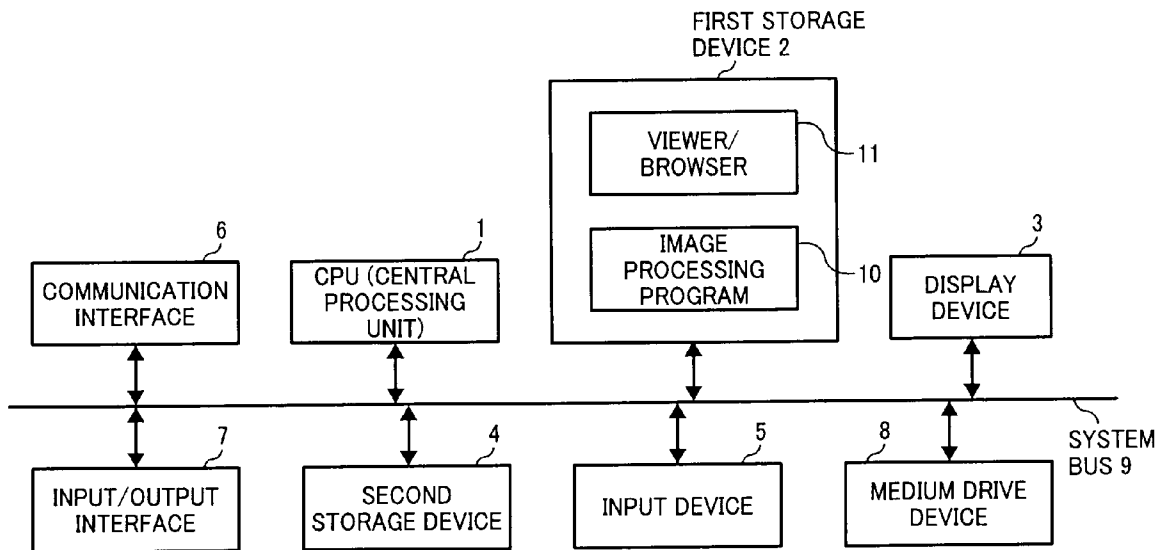 FIRST STORAGE
DEVICE 2
VIEWER/
BROWSER
11
IMAGE
PROCESSING
PROGRAM
10
6
COMMUNICATION
INTERFACE
1
CPU (CENTRAL
PROCESSING
UNIT)
3
DISPLAY
DEVICE
SYSTEM
BUS 9
7
INPUT/OUTPUT
INTERFACE
4
SECOND
STORAGE DEVICE
5
INPUT DEVICE
8
MEDIUM DRIVE
DEVICE